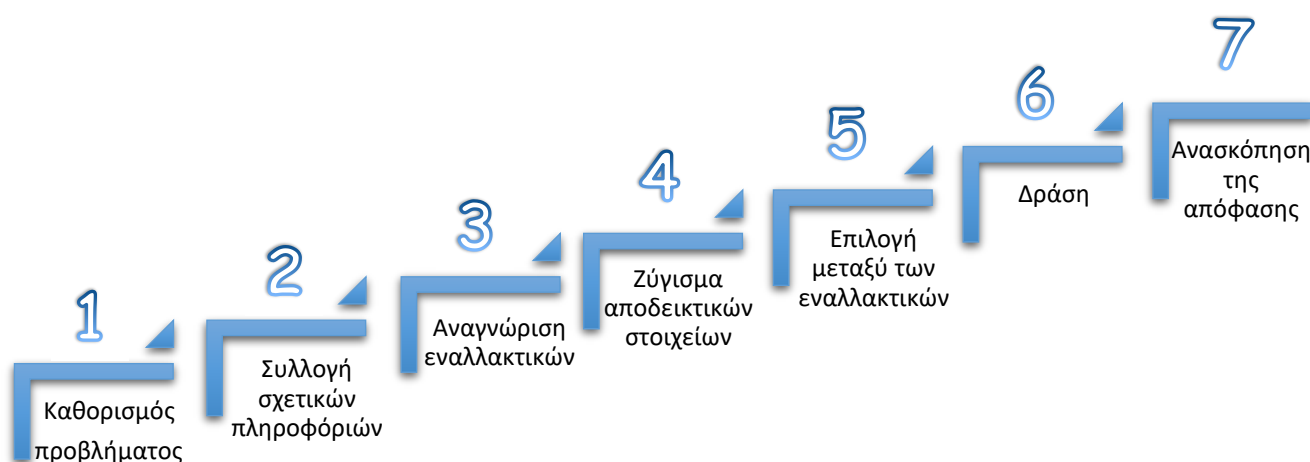 1
Καθορισμός
προβλήματος
2
Συλλογή
σχετικών
πληροφόριών
3
Αναγνώριση
εναλλακτικών
4
Ζύγισμα
αποδεικτικών
στοιχείων
5
Επιλογή
μεταξύ των
εναλλακτικών
6
Δράση
7
Ανασκόπηση
της
απόφασης